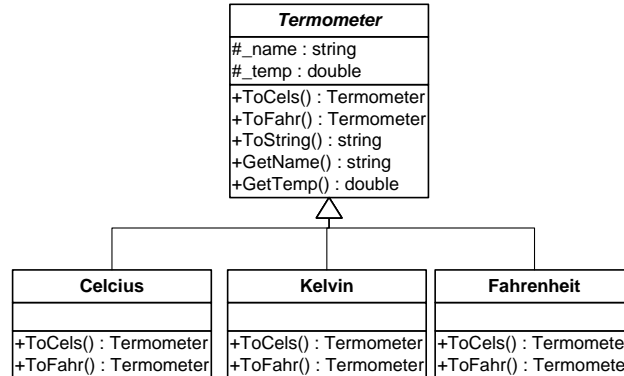 Termometer
#_name : string
#_temp : double
+ToCels() : Termometer
+ToFahr() : Termometer
+ToString() : string
+GetName() : string
+GetTemp() : double
Celcius
+ToCels() : Termometer
+ToFahr() : Termometer
Kelvin
+ToCels() : Termometer
+ToFahr() : Termometer
Fahrenheit
+ToCels() : Termomete
+ToFahr() : Termomete